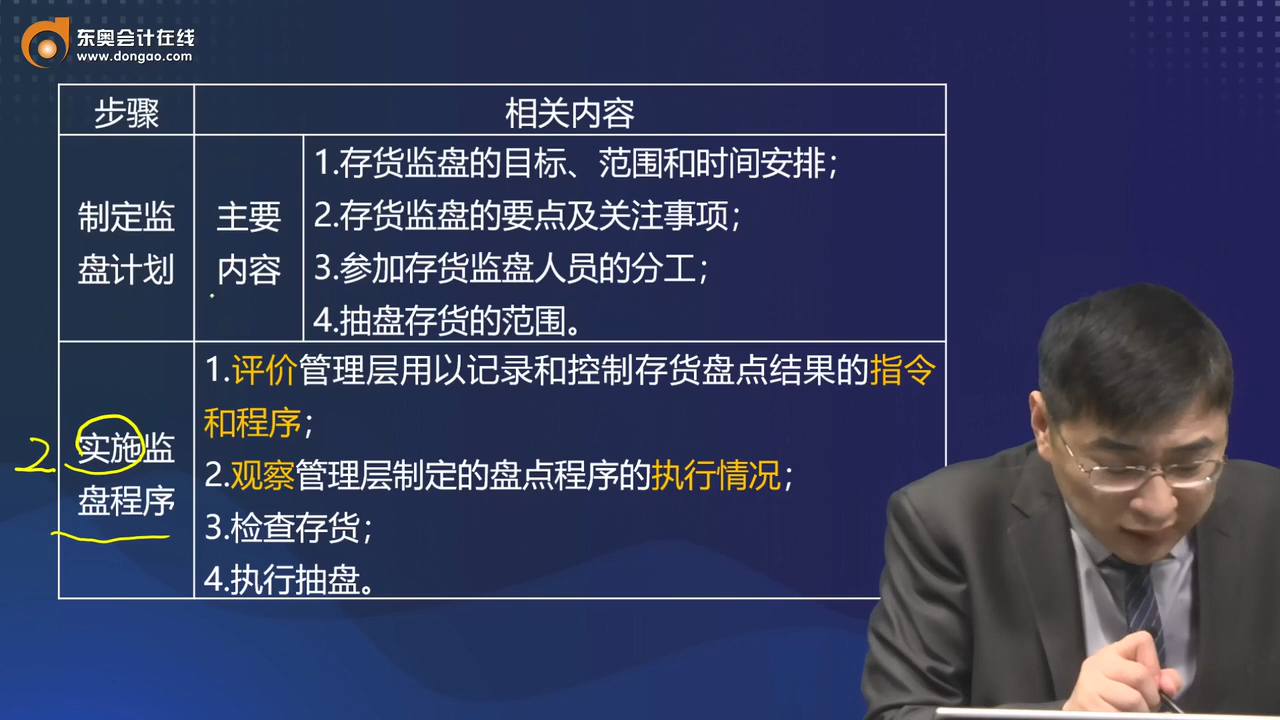 东奥会计在线
www.dongao.com
步骤
相关内容
制定监
盘计划
主要
内容
1.存货监盘的目标、范围和时间安排；
2.存货监盘的要点及关注事项；
3.参加存货监盘人员的分工；
4.抽盘存货的范围。
2
实施监
盘程序
1.评价管理层用以记录和控制存货盘点结果的指令
和程序；
2.观察管理层制定的盘点程序的执行情况；
3.检查存货；
4.执行抽盘。